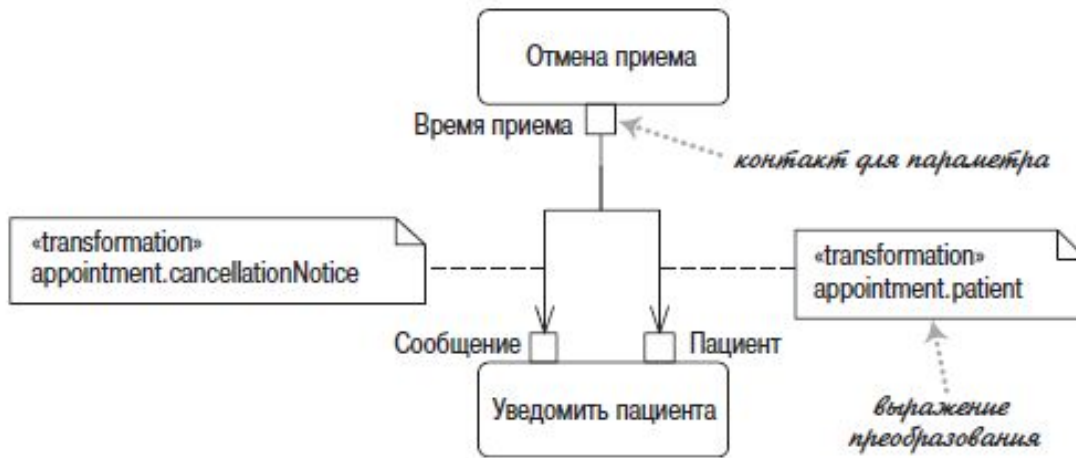 Отмена приема
Время приема
контакт для параметра
«transformation»
appointment.cancellationNotice
«transformation»
appointment.patient
Сообщение
Пациент
Уведомить пациента
выражение
преобразования